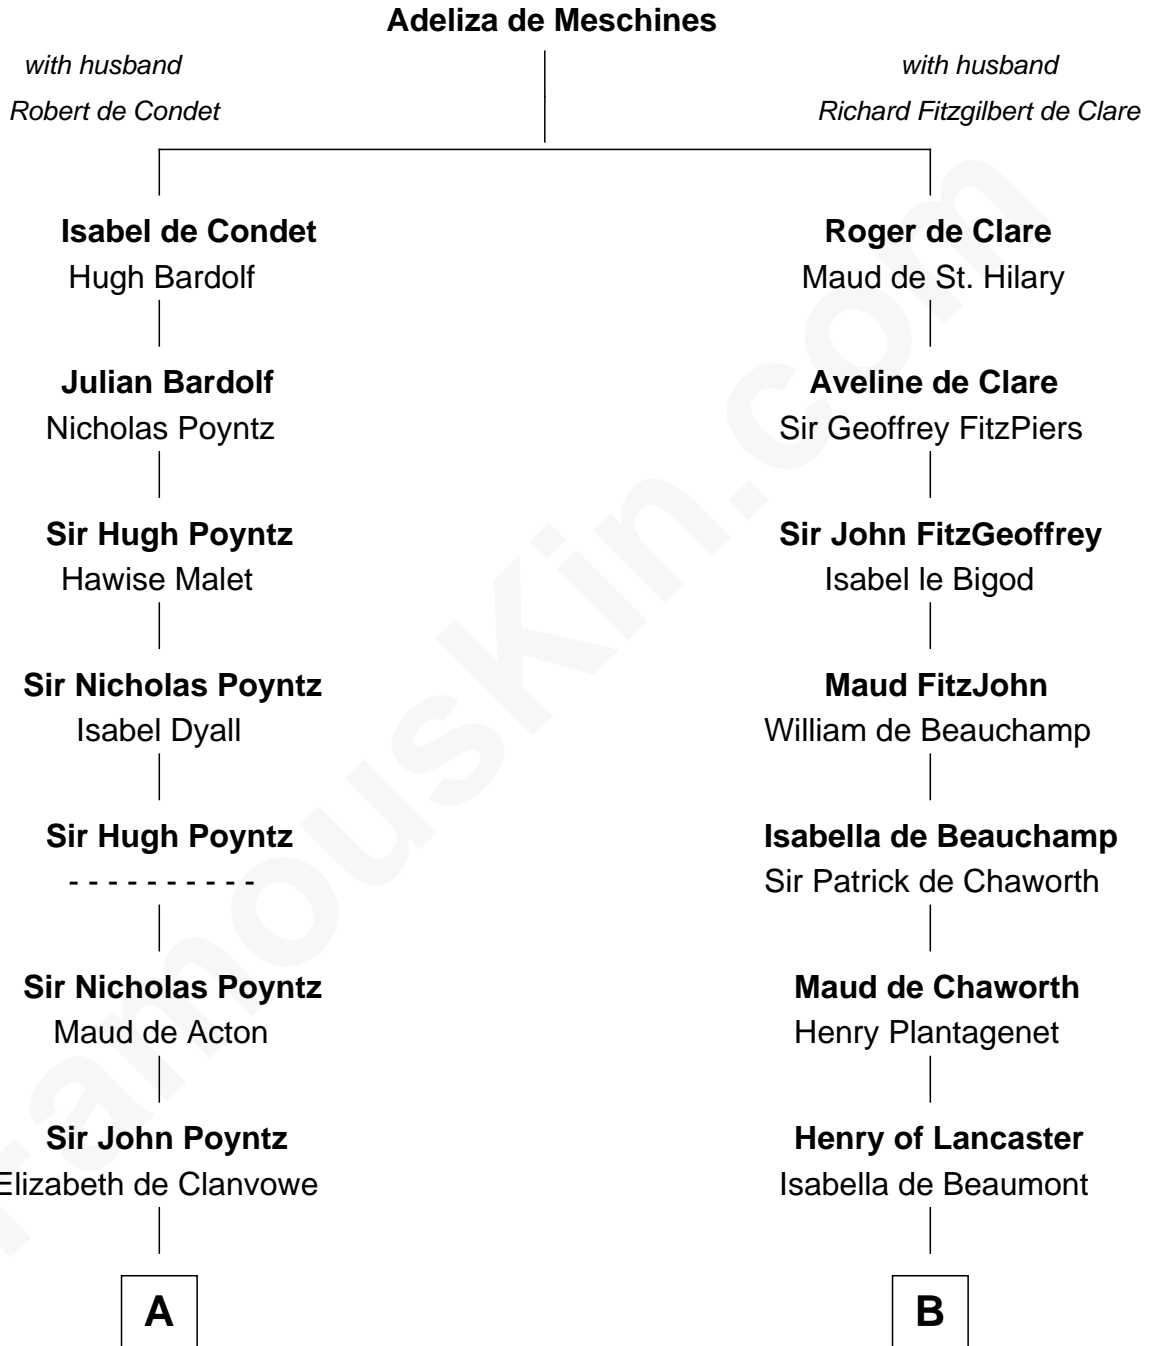 Adeliza de Meschines
with husband
Robert de Condet
with husband
Richard Fitzgilbert de Clare
Isabel de Condet
Hugh Bardolf
Roger de Clare
Maud de St. Hilary
Julian Bardolf
Nicholas Poyntz
Aveline de Clare
Sir Geoffrey FitzPiers
Sir Hugh Poyntz
Hawise Malet
Sir John FitzGeoffrey
Isabel le Bigod
Sir Nicholas Poyntz
Isabel Dyall
Maud FitzJohn
William de Beauchamp
Sir Hugh Poyntz
- - - - - - - - - -
Isabella de Beauchamp
Sir Patrick de Chaworth
Sir Nicholas Poyntz
Maud de Acton
Maud de Chaworth
Henry Plantagenet
Sir John Poyntz
Elizabeth de Clanvowe
Henry of Lancaster
Isabella de Beaumont
A
B
FamousKin.com